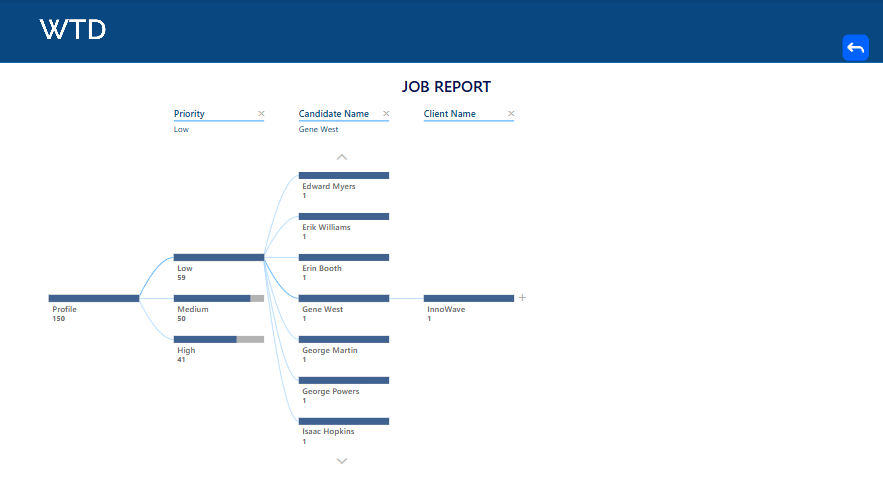 WTD
JOB REPORT
Priority
Candidate Name
Client Name
Low
Gene West
Edward Myers
1
Erik Williams
1
Low
59
Erin Booth
1
Profile
150
Medium
50
Gene West
1
InnoWave
1
High
41
George Martin
1
George Powers
1
Isaac Hopkins
1